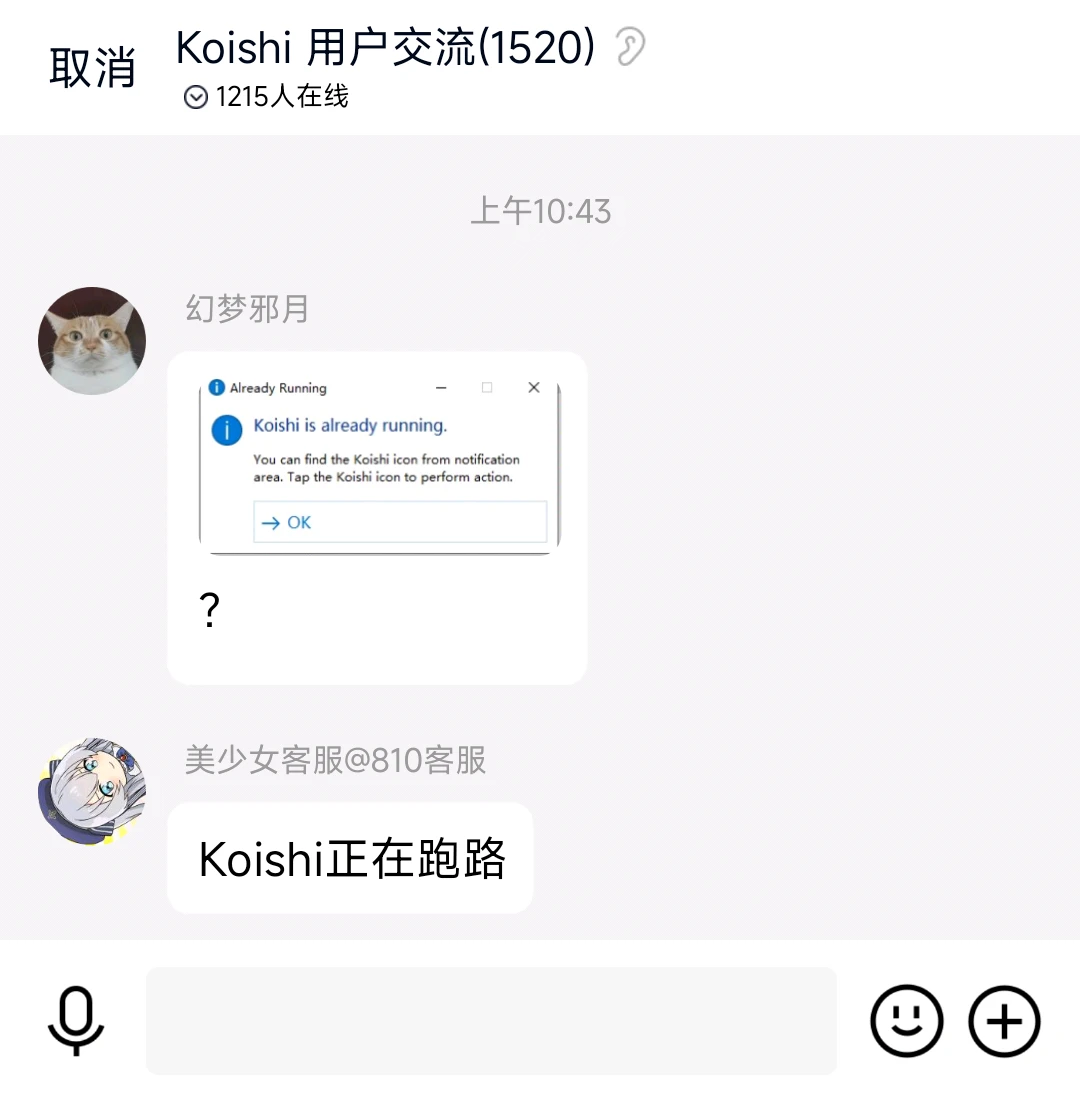 取消
Koishi 用户交流(1520)
1215人在线
上午10:43
幻梦邪月
Already Running
Koishi is already running.
You can find the Koishi icon from notification
area. Tap the Koishi icon to perform action.
OK
？
美少女客服@810客服
Koishi正在跑路